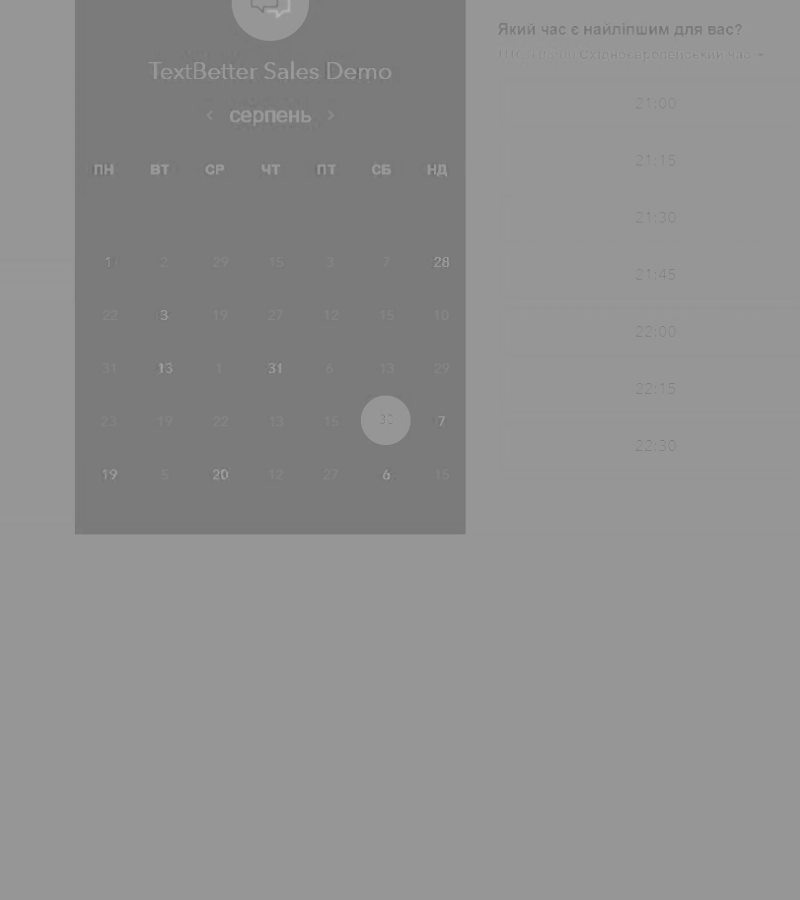 TextBetter Sales Demo
‹ серпень ›
ПН ВТ СР ЧТ ПТ СБ НД
1 2 29 15 3 7 28
22 3 19 27 12 15 10
31 13 1 31 6 13 29
23 19 22 13 15 30 7
19 5 20 12 27 6 15
Який час є найліпшим для вас?
Східноєвропейський час
21:00
21:15
21:30
21:45
22:00
22:15
22:30